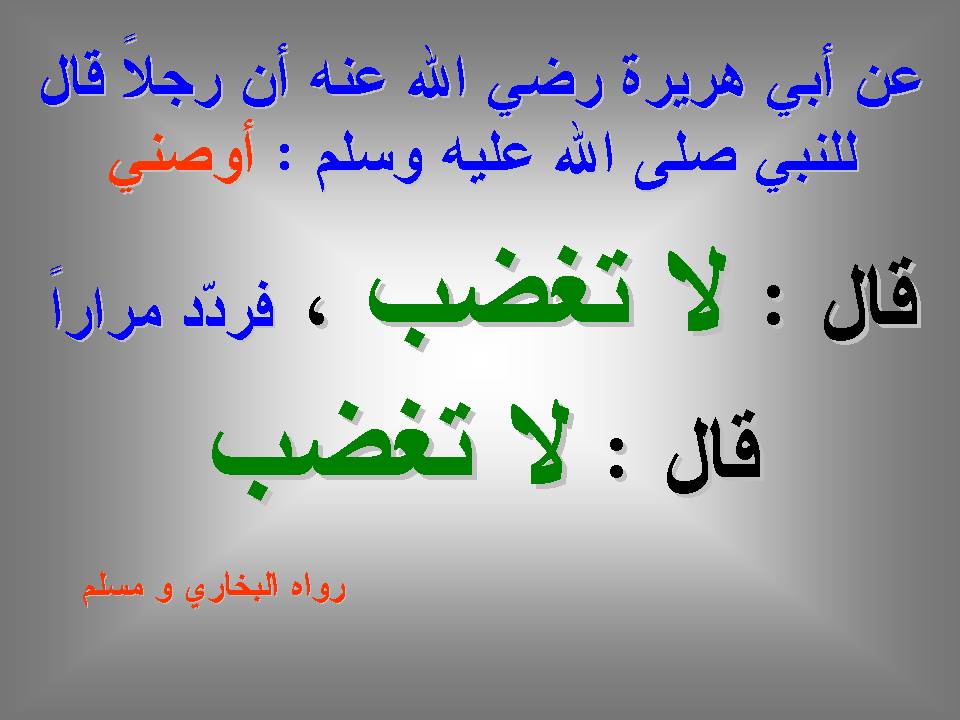 عن أبي هريرة رضي الله عنه أن رجلاً قال
للنبي صلى الله عليه وسلم : أوصني
قال : لا تغضب ، فردّد مراراً
قال : لا تغضب
رواه البخاري و مسلم